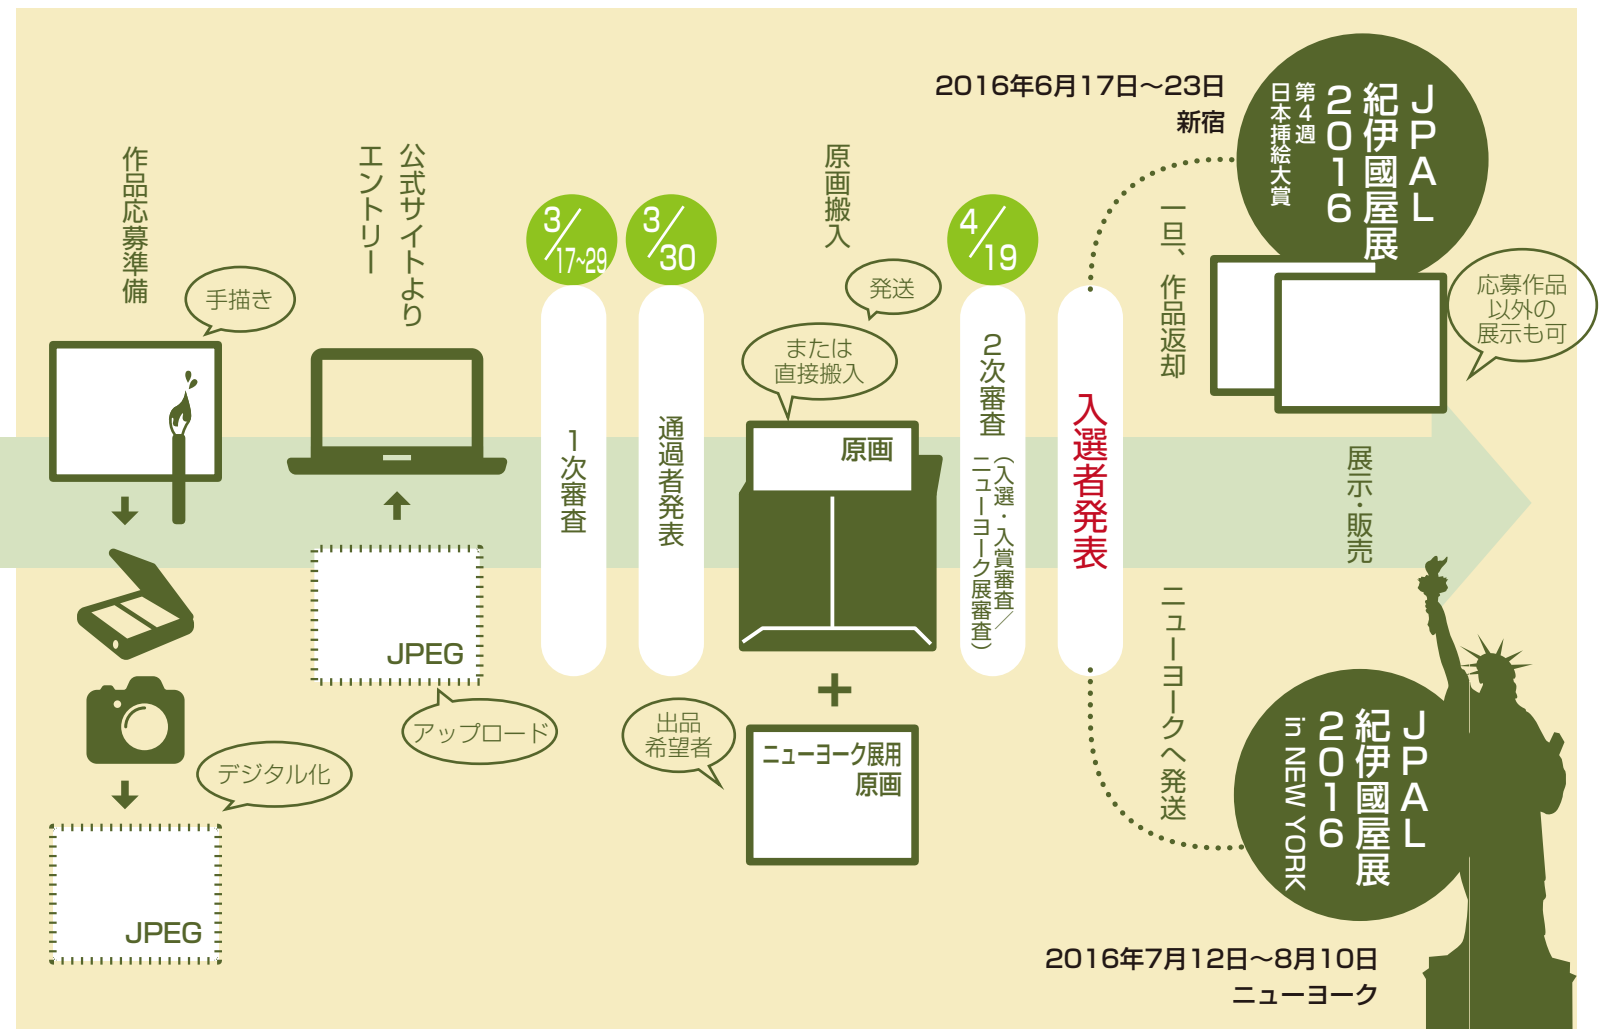 作品応募準備
手描き
デジタル化
JPEG
公式サイトより
エントリー
JPEG
アップロード
3/17~29
1次審査
3/30
通過者発表
原画搬入
発送
または
直接搬入
原画
+
出品
希望者
ニューヨーク展用
原画
4/19
2次審査
(入選・入賞審査/
ニューヨーク展審査)
入選者発表
一旦、作品返却
2016年6月17日~23日
新宿
JPAL
紀伊國屋展
2016
第4週
日本挿絵大賞
応募作品
以外の
展示も可
展示・販売
ニューヨークへ発送
JPAL
紀伊國屋展
2016
in NEW YORK
2016年7月12日~8月10日
ニューヨーク